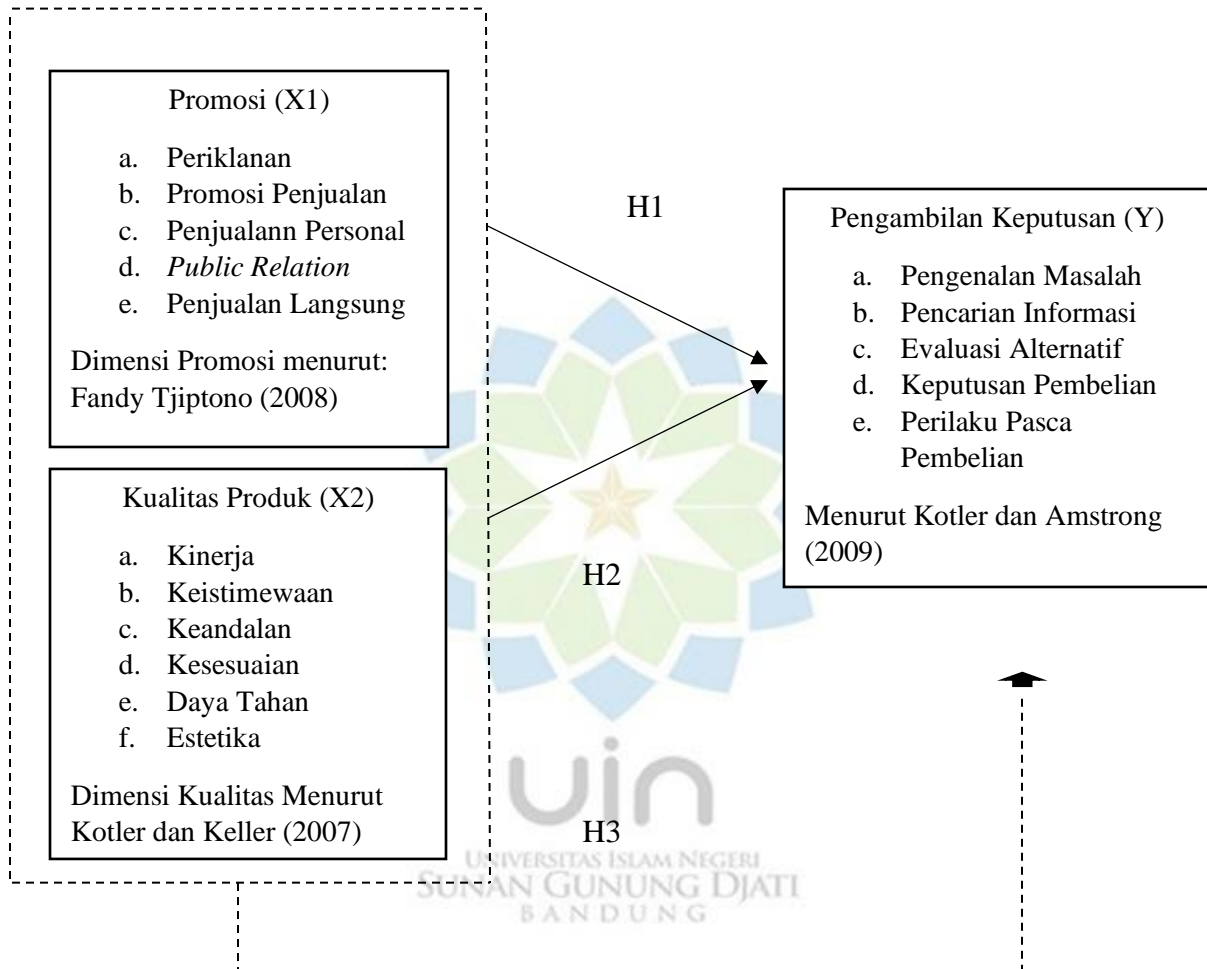 Promosi (X1)
a. Periklanan
b. Promosi Penjualan
c. Penjualann Personal
d. Public Relation
e. Penjualan Langsung
Dimensi Promosi menurut:
Fandy Tjiptono (2008)
Kualitas Produk (X2)
a. Kinerja
b. Keistimewaan
c. Keandalan
d. Kesesuaian
e. Daya Tahan
f. Estetika
Dimensi Kualitas Menurut
Kotler dan Keller (2007)
H1
H2
H3
Pengambilan Keputusan (Y)
a. Pengenalan Masalah
b. Pencarian Informasi
c. Evaluasi Alternatif
d. Keputusan Pembelian
e. Perilaku Pasca
Pembelian
Menurut Kotler dan Amstrong
(2009)
uin
UNIVERSITAS ISLAM NEGERI
SUNAN GUNUNG DJATI
BANDUNG